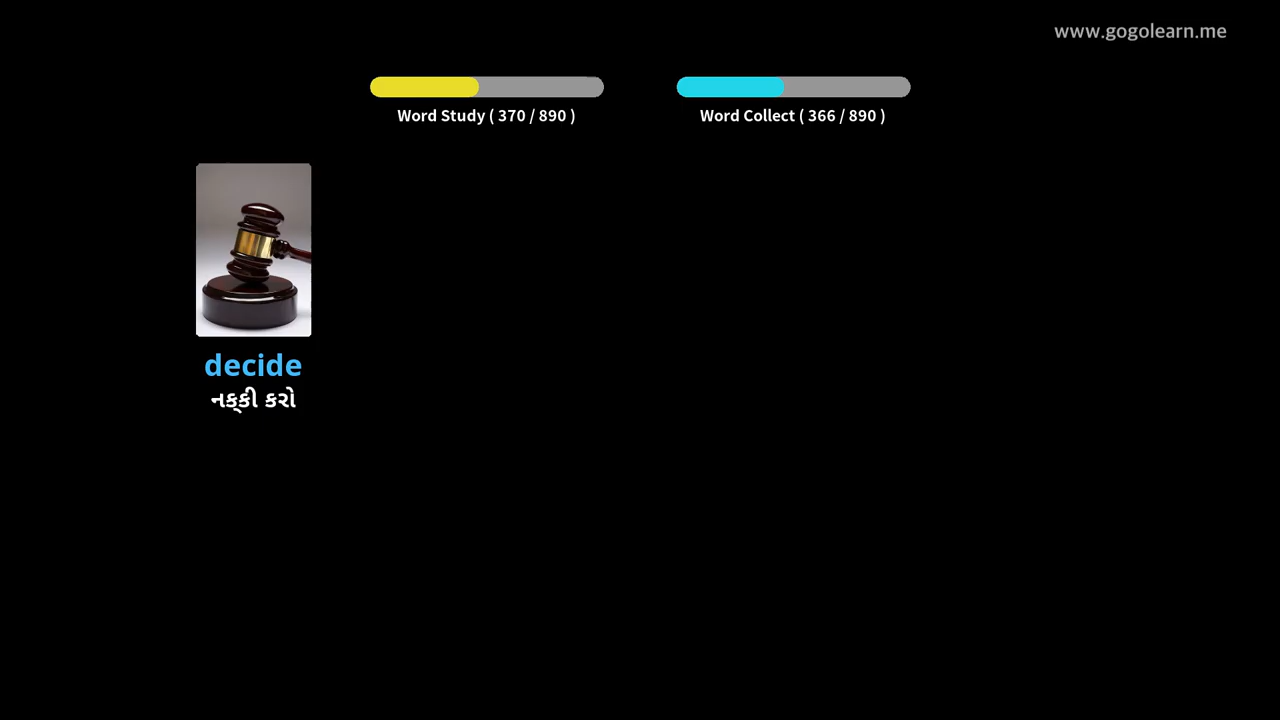 www.gogolearn.me
Word Study ( 370 / 890 )
Word Collect ( 366 / 890 )
decide
નક્કી કરો